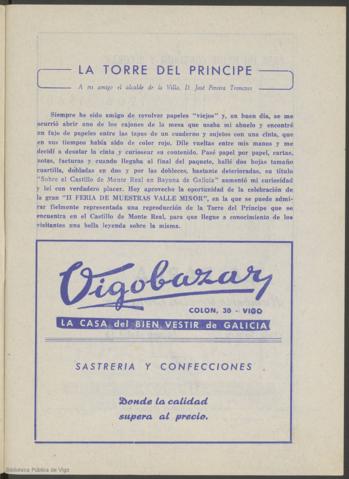 LA TORRE DEL PRINCIPE
A mi amigo el alcalde de la Villa, D. José Pereira Troncoso
Siempre he sido amigo de revolver papeles "viejos" y, en buen día, se me
ocurrió abrir uno de los cajones de la mesa que usaba mi abuelo y encontré
un fajo de papeles entre las tapas de un cuaderno y sujetos con una cinta, que
en sus tiempos había sido de color rojo. Dile vueltas entre mis manos y me
decidí a desatar la cinta y curiosear su contenido. Pasé papel por papel, cartas,
notas, facturas y cuando llegaba al final del paquete, hallé dos hojas tamaño
cuartilla, dobladas en dos y por las dobleces, bastante deterioradas, su título
"Sobre el Castillo de Monte Real en Bayona de Galicia" aumentó mi curiosidad
y leí con verdadero placer. Hoy aprovecho la oportunidad de la celebración de
la gran "II FERIA DE MUESTRAS VALLE MIÑOR", en la que se puede admi-
rar fielmente representada una reproducción de la Torre del Príncipe que se
encuentra en el Castillo de Monte Real, para que llegue a conocimiento de los
visitantes una bella leyenda sobre la misma.
Vigobazar
COLON, 30 - VIGO
LA CASA del BIEN VESTIR de GALICIA
SASTRERIA Y CONFECCIONES
Donde la calidad
supera al precio.
Biblioteca Pública de Vigo